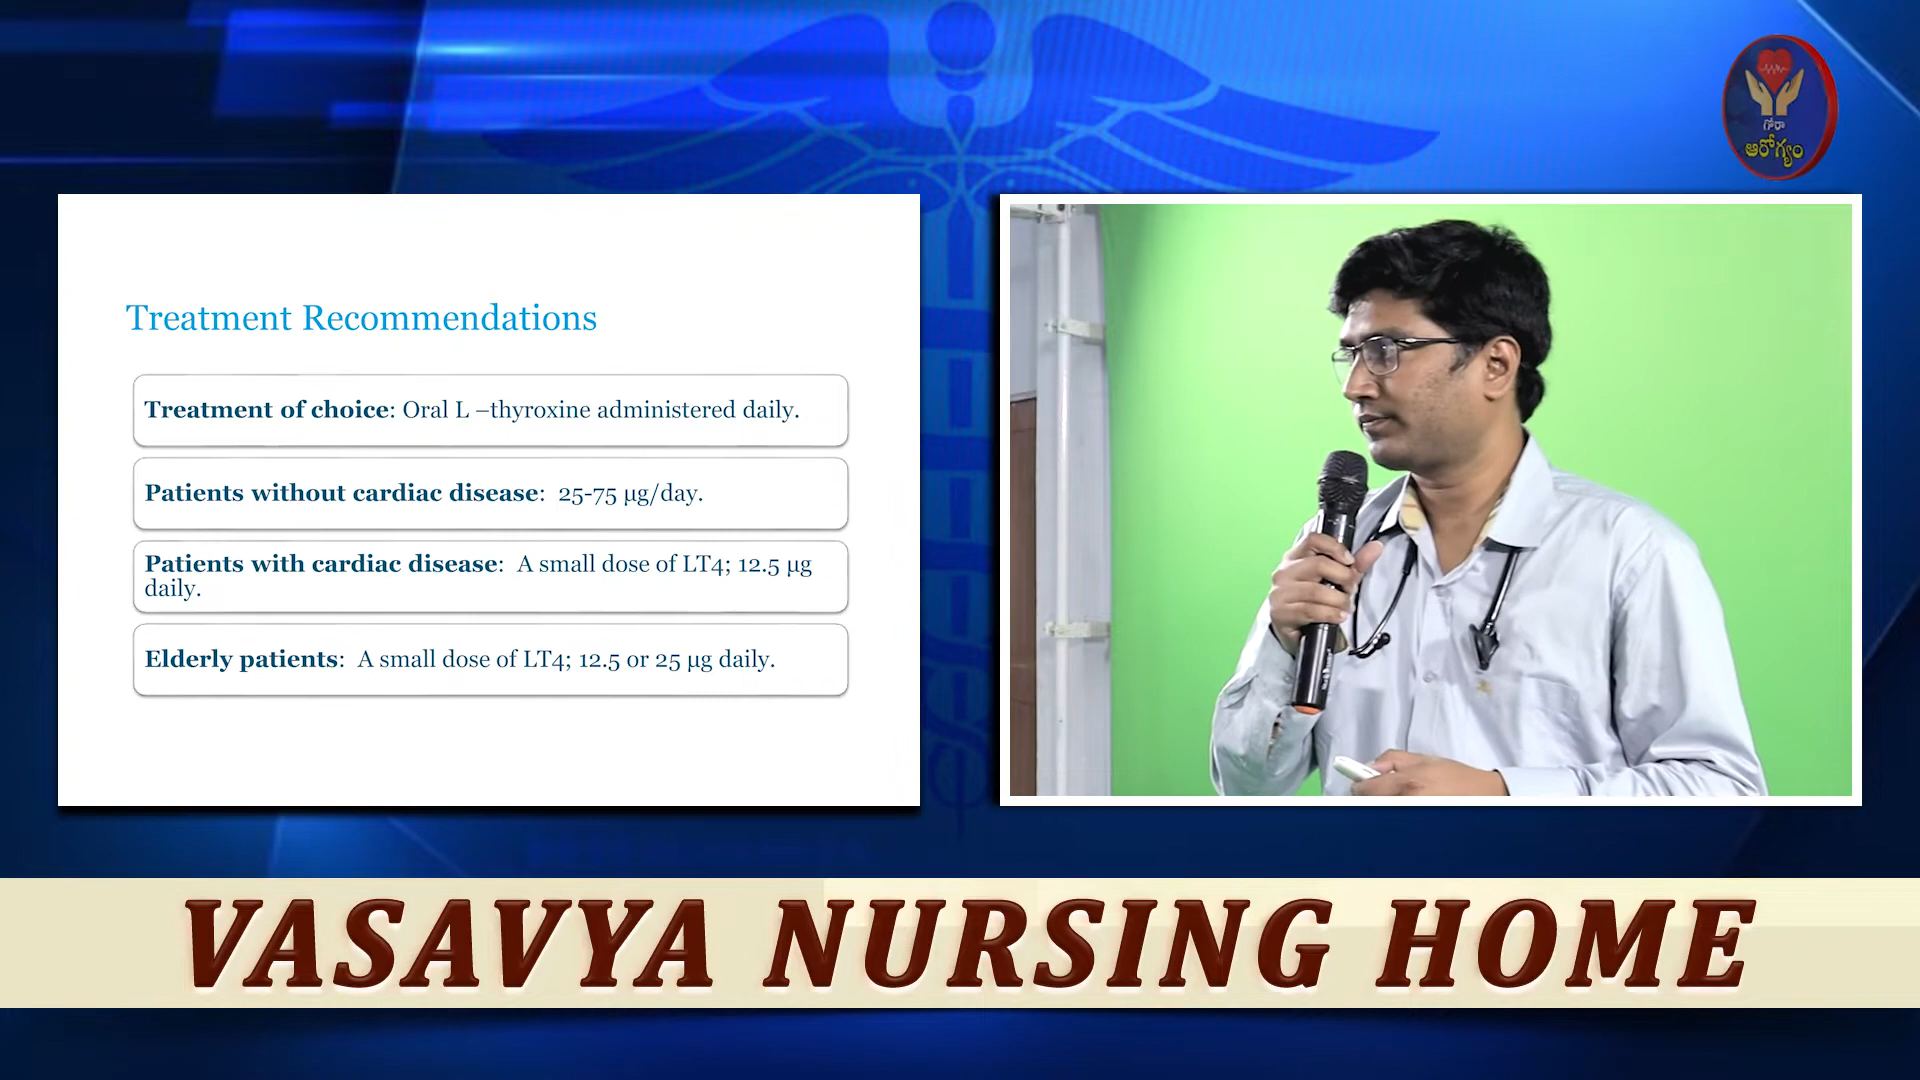 గోరా
ఆరోగ్యం
Treatment Recommendations
Treatment of choice: Oral L –thyroxine administered daily.
Patients without cardiac disease:  25-75 µg/day.
Patients with cardiac disease:  A small dose of LT4; 12.5 µg
daily.
Elderly patients:  A small dose of LT4; 12.5 or 25 µg daily.
VASAVYA NURSING HOME